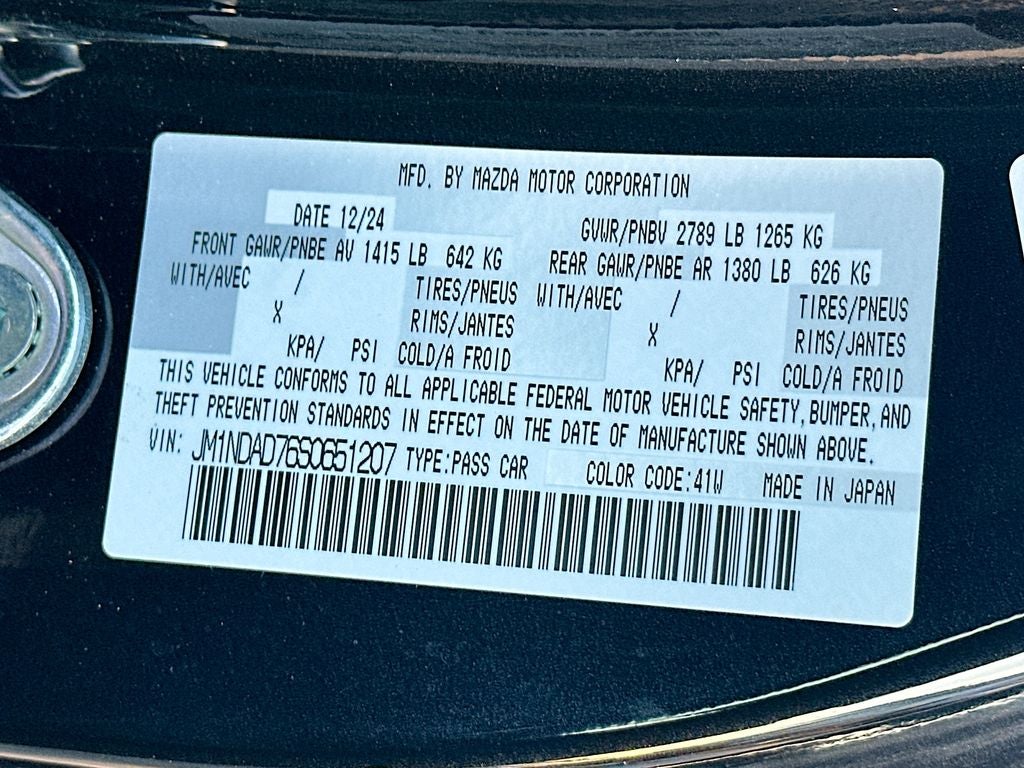 MFD. BY MAZDA MOTOR CORPORATION
DATE 12/24 GVWR/PNBV 2789 LB 1265 KG
FRONT GAWR/PNBE AV 1415 LB 642 KG REAR GAWR/PNBE AR 1380 LB 626 KG
WITH/AVEC / TIRES/PNEUS WITH/AVEC / TIRES/PNEUS
X RIMS/JANTES X RIMS/JANTES
KPA/ PSI COLD/A FROID KPA/ PSI COLD/A FROID
THIS VEHICLE CONFORMS TO ALL APPLICABLE FEDERAL MOTOR VEHICLE SAFETY, BUMPER, AND
THEFT PREVENTION STANDARDS IN EFFECT ON THE DATE OF MANUFACTURE SHOWN ABOVE.
VIN: JM1NDAD76S0651207 TYPE:PASS CAR COLOR CODE:41W MADE IN JAPAN